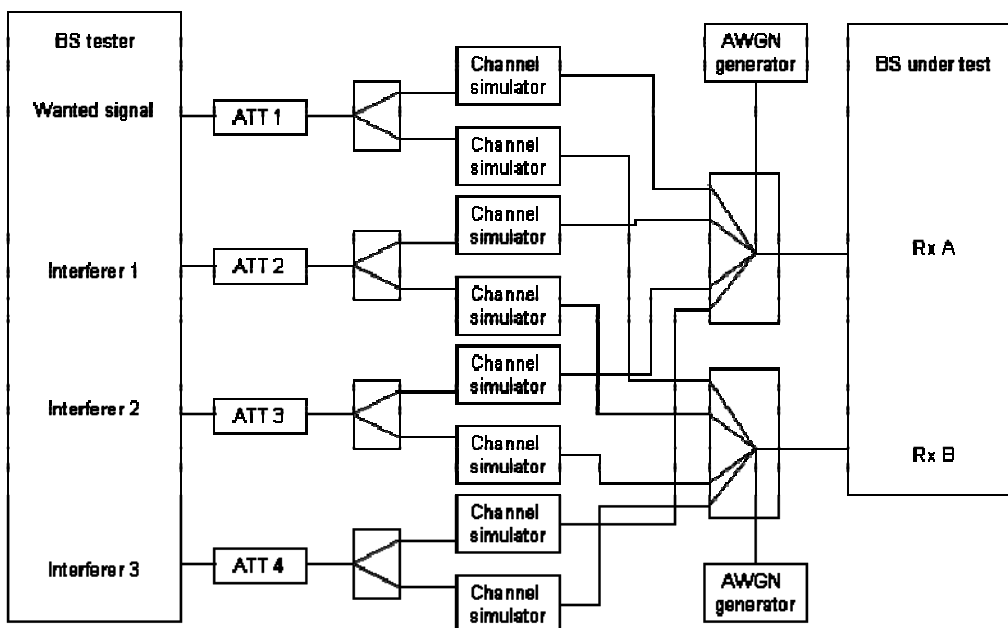 BS tester
Wanted signal
Interferer 1
Interferer 2
Interferer 3
ATT 1
ATT 2
ATT 3
ATT 4
Channel
simulator
Channel
simulator
Channel
simulator
Channel
simulator
Channel
simulator
Channel
simulator
Channel
simulator
Channel
simulator
AWGN
generator
AWGN
generator
BS under test
Rx A
Rx B